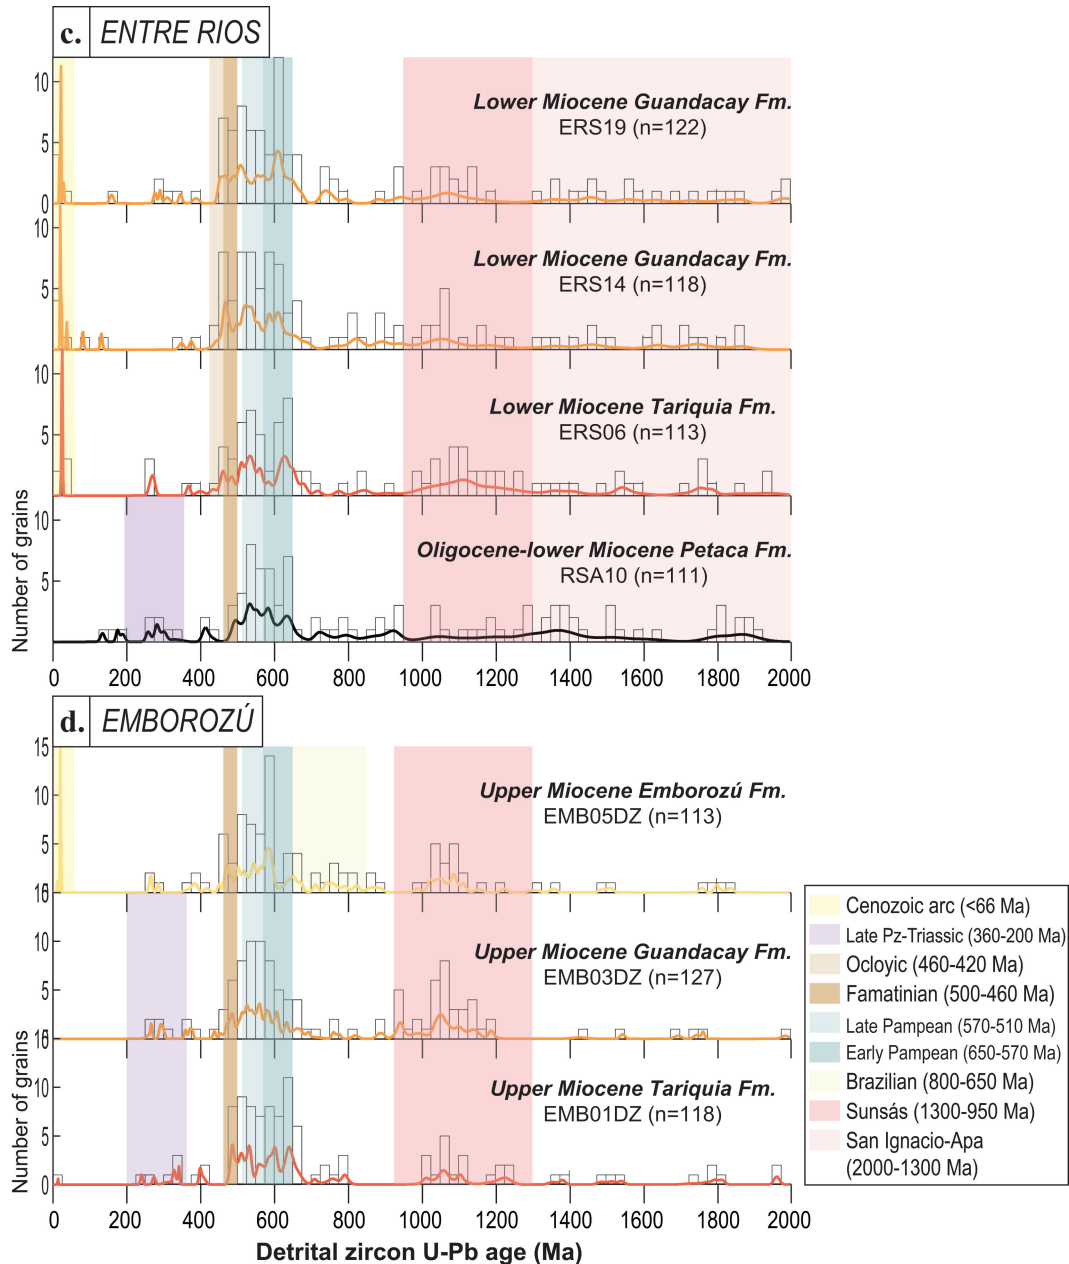 c. ENTRE RIOS
10
5
0
Lower Miocene Guandacay Fm.
ERS19 (n=122)
10
5
Lower Miocene Guandacay Fm.
ERS14 (n=118)
10
5
Lower Miocene Tariquia Fm.
ERS06 (n=113)
10
5
Oligocene-lower Miocene Petaca Fm.
RSA10 (n=111)
Number of grains
0 200 400 600 800 1000 1200 1400 1600 1800 2000
d. EMBOROZÚ
15
10
5
Upper Miocene Emborozú Fm.
EMB05DZ (n=113)
10
5
Upper Miocene Guandacay Fm.
EMB03DZ (n=127)
10
5
0
Upper Miocene Tariquia Fm.
EMB01DZ (n=118)
Number of grains
0 200 400 600 800 1000 1200 1400 1600 1800 2000
Detrital zircon U-Pb age (Ma)
Cenozoic arc (<66 Ma)
Late Pz-Triassic (360-200 Ma)
Ocloyic (460-420 Ma)
Famatinian (500-460 Ma)
Late Pampean (570-510 Ma)
Early Pampean (650-570 Ma)
Brazilian (800-650 Ma)
Sunsás (1300-950 Ma)
San Ignacio-Apa
(2000-1300 Ma)